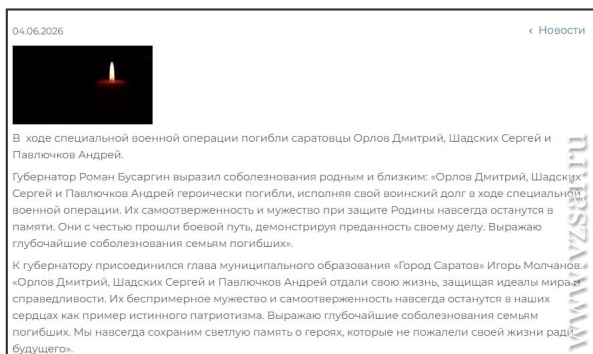 04.06.2026
‹ Новости
В ходе специальной военной операции погибли саратовцы Орлов Дмитрий, Шадских Сергей и
Павлючков Андрей.
Губернатор Роман Бусаргин выразил соболезнования родным и близким: «Орлов Дмитрий, Шадских
Сергей и Павлючков Андрей героически погибли, исполняя свой воинский долг в ходе специальной
военной операции. Их самоотверженность и мужество при защите Родины навсегда останутся в
памяти. Они с честью прошли боевой путь, демонстрируя преданность своему делу. Выражаю
глубочайшие соболезнования семьям погибших».
К губернатору присоединился глава муниципального образования «Город Саратов» Игорь Молчанов:
«Орлов Дмитрий, Шадских Сергей и Павлючков Андрей отдали свою жизнь, защищая идеалы мира и
справедливости. Их беспримерное мужество и самоотверженность навсегда останутся в наших
сердцах как пример истинного патриотизма. Выражаю глубочайшие соболезнования семьям
погибших. Мы навсегда сохраним светлую память о героях, которые не пожалели своей жизни ради
будущего».
www.vzsar.ru